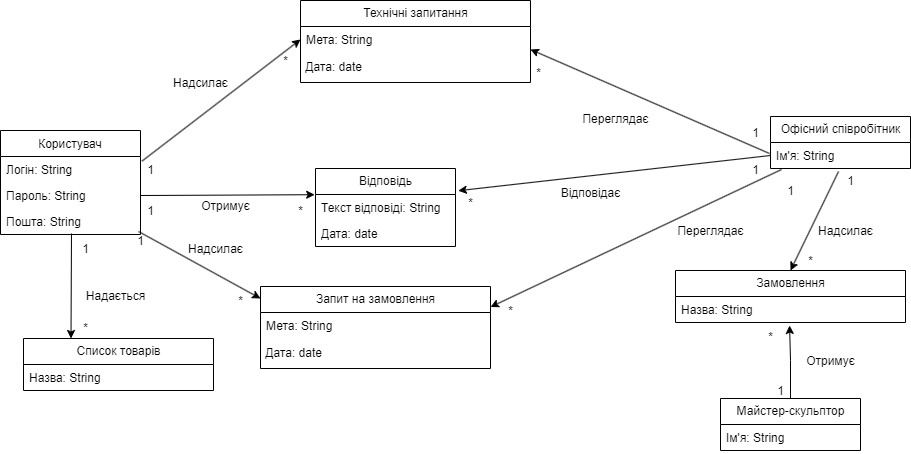 Технічні запитання
Мета: String
Дата: date
*
*
Надсилає
Переглядає
1
Офісний співробітник
Ім'я: String
Користувач
Логін: String
Пароль: String
Пошта: String
1
1
1
1
Відповідь
Текст відповіді: String
Дата: date
Отримує
*
*
Відповідає
1
1
1
Надсилає
Переглядає
Надсилає
*
Замовлення
Назва: String
*
Запит на замовлення
Мета: String
Дата: date
*
*
Надається
*
Список товарів
Назва: String
Отримує
1
Майстер-скульптор
Ім'я: String